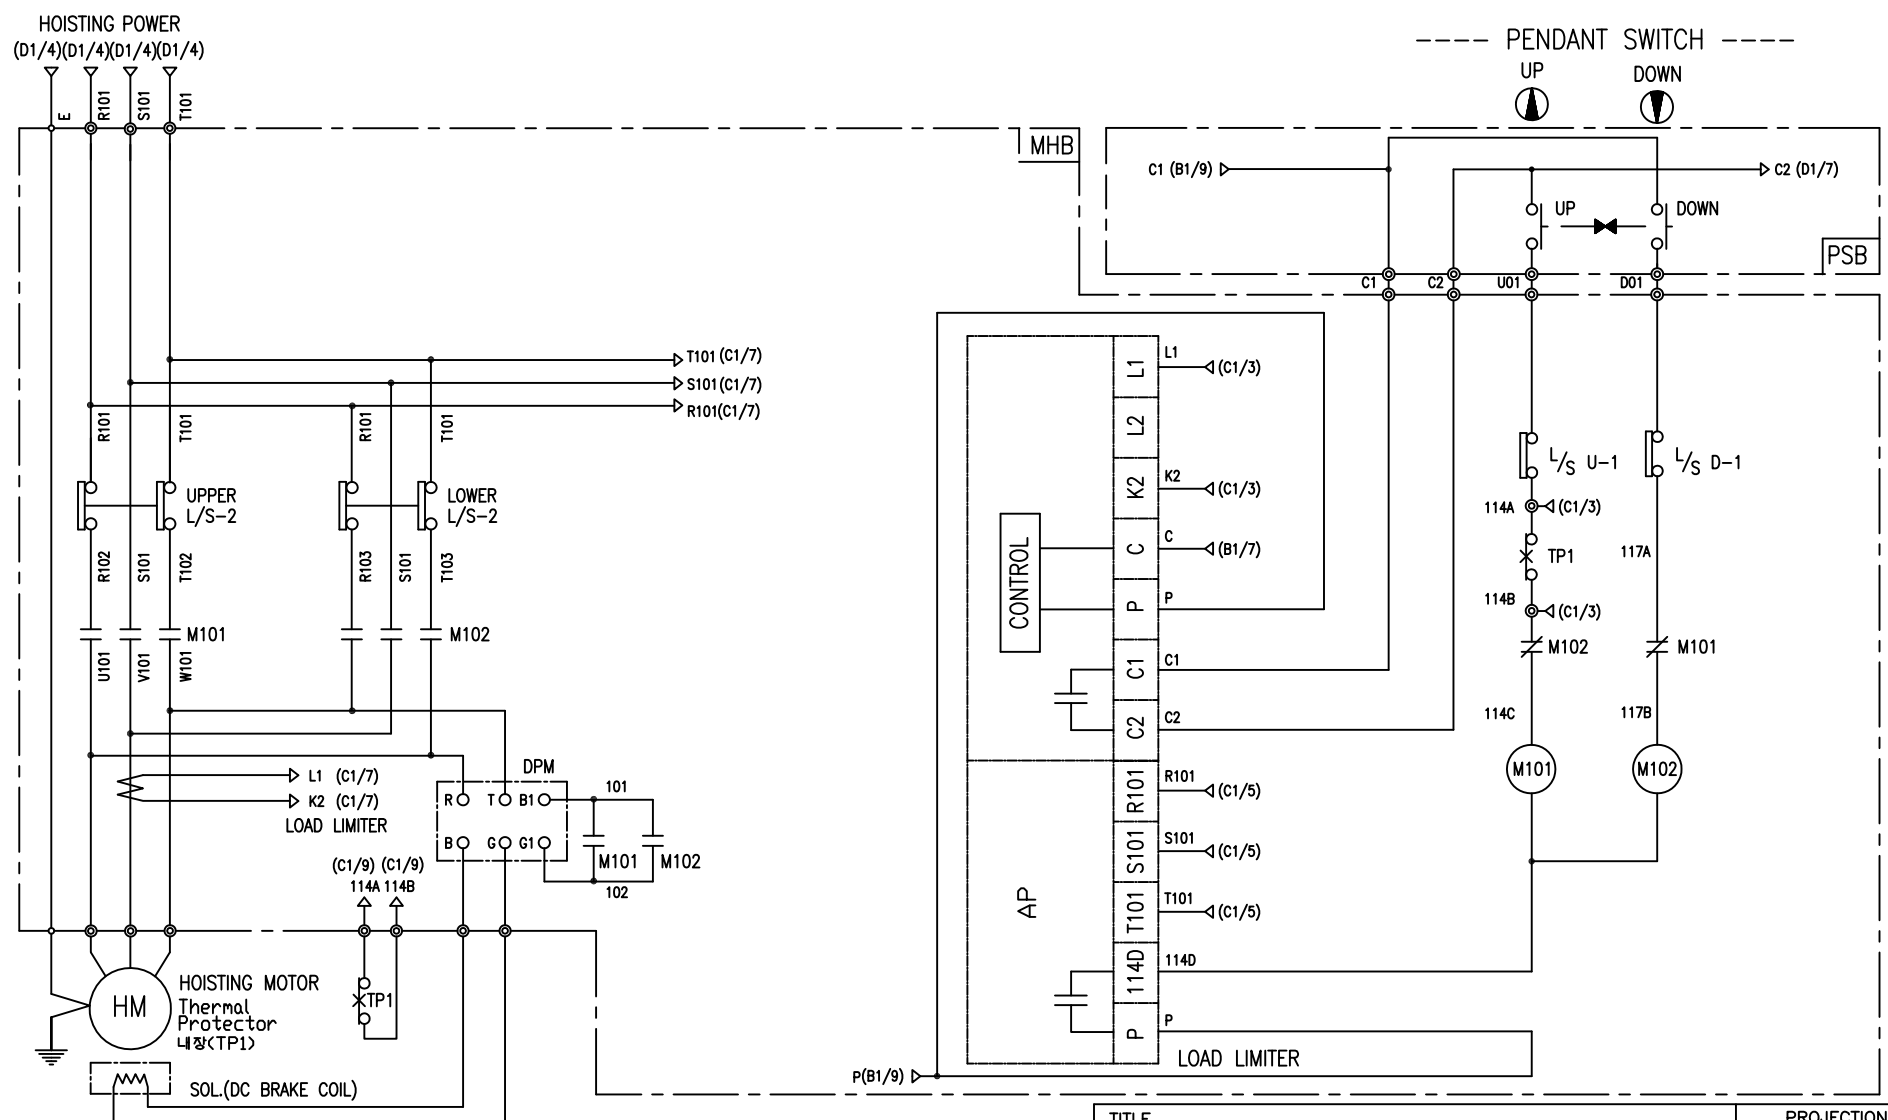 HOISTING POWER
(D1/4)(D1/4)(D1/4)(D1/4)
E
R101
S101
T101
MHB
---- PENDANT SWITCH ----
UP
DOWN
C1 (B1/9)
C2 (D1/7)
UP
DOWN
PSB
C1
C2
U01
D01
T101 (C1/7)
S101(C1/7)
R101(C1/7)
R101
T101
R101
T101
UPPER
L/S-2
LOWER
L/S-2
R102
S101
T102
R103
S101
T103
M101
M102
U101
V101
W101
L1 (C1/7)
K2 (C1/7)
LOAD LIMITER
DPM
R
T
B1
B
G
G1
101
M101
M102
102
(C1/9) (C1/9)
114A 114B
HM
HOISTING MOTOR
Thermal
Protector
내장(TP1)
TP1
SOL.(DC BRAKE COIL)
CONTROL
AP
L1
L1
(C1/3)
L2
K2
K2
(C1/3)
C
C
(B1/7)
P
P
C1
C1
C2
C2
R101
R101
(C1/5)
S101
S101
(C1/5)
T101
T101
(C1/5)
114D
114D
P
P
LOAD LIMITER
P(B1/9)
L/S U-1
L/S D-1
114A
(C1/3)
TP1
117A
114B
(C1/3)
M102
M101
114C
117B
M101
M102
TITLE
PROJECTION